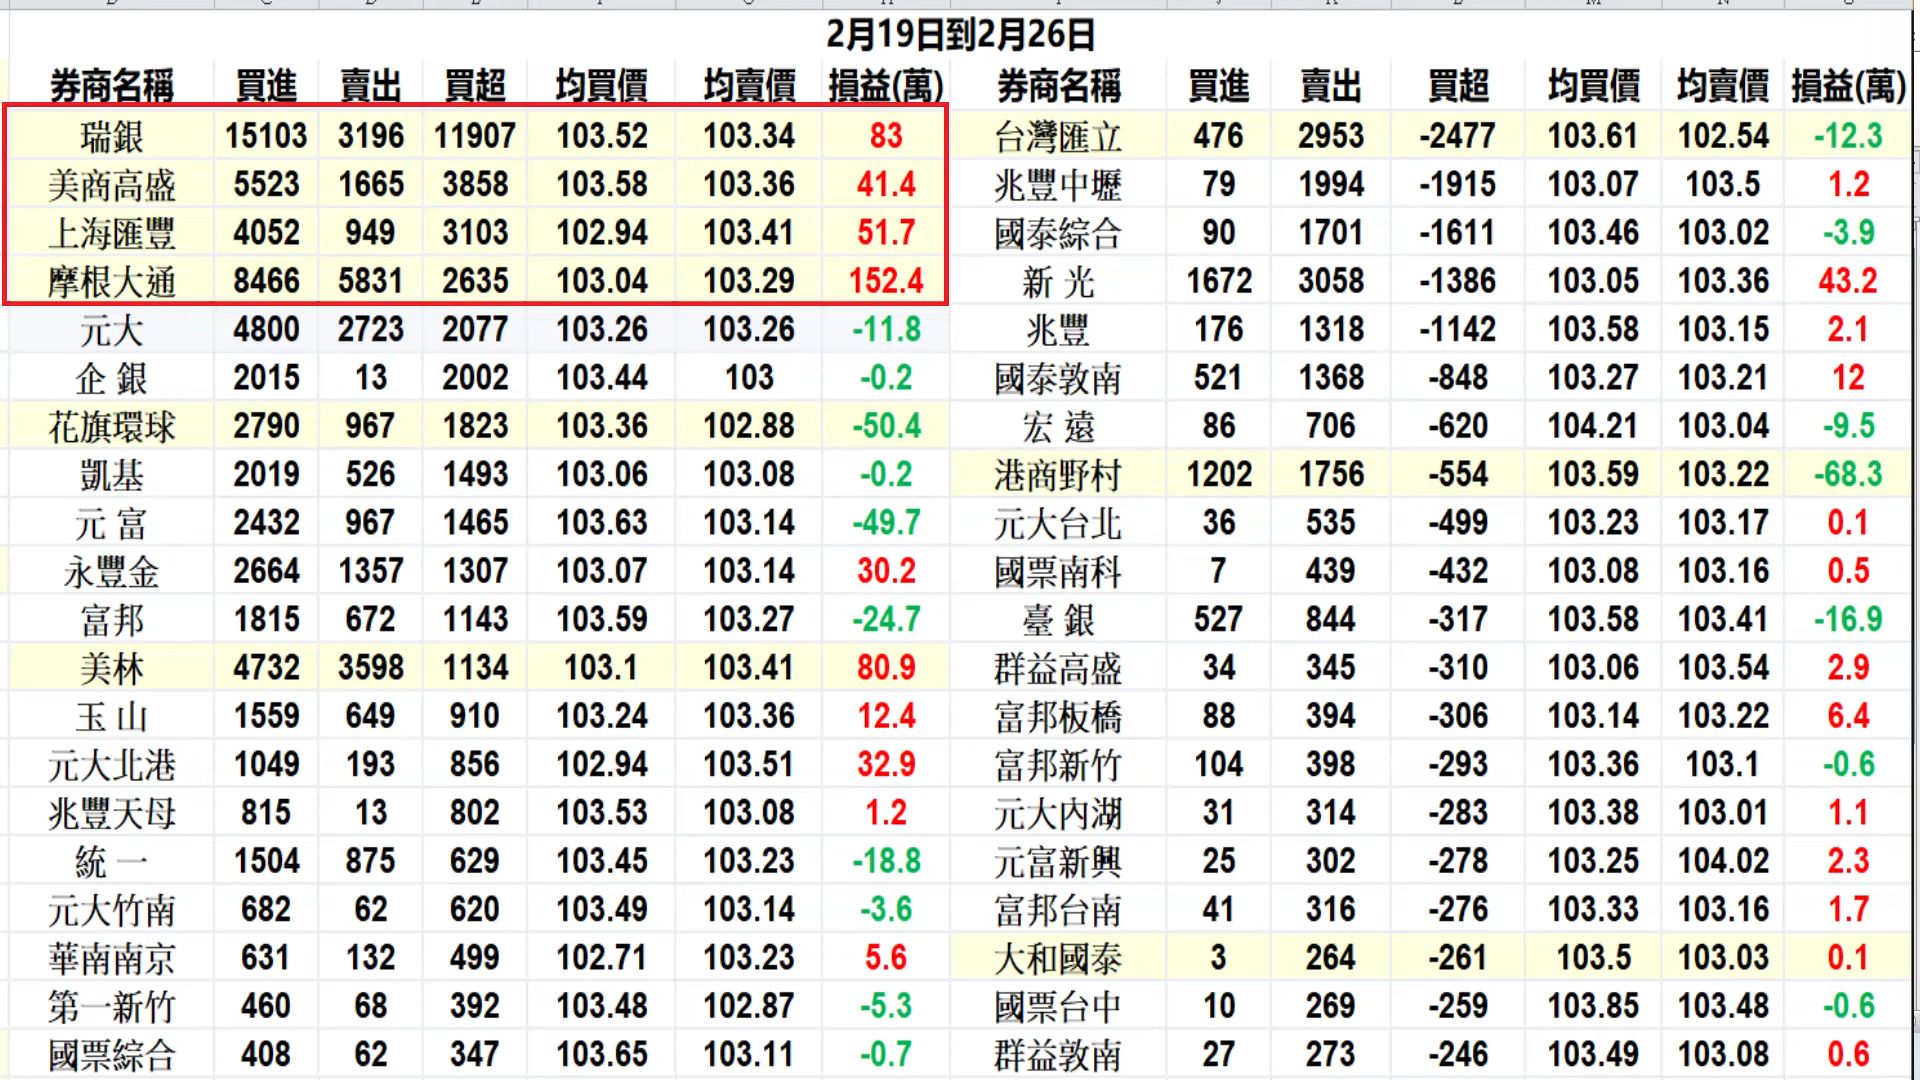 2月19日到2月26日
券商名稱 買進 賣出 買超 均買價 均賣價 損益(萬) 券商名稱 買進 賣出 買超 均買價 均賣價 損益(萬)
瑞銀 15103 3196 11907 103.52 103.34 83 台灣匯立 476 2953 -2477 103.61 102.54 -12.3
美商高盛 5523 1665 3858 103.58 103.36 41.4 兆豐中壢 79 1994 -1915 103.07 103.5 1.2
上海匯豐 4052 949 3103 102.94 103.41 51.7 國泰綜合 90 1701 -1611 103.46 103.02 -3.9
摩根大通 8466 5831 2635 103.04 103.29 152.4 新 光 1672 3058 -1386 103.05 103.36 43.2
元大 4800 2723 2077 103.26 103.26 -11.8 兆豐 176 1318 -1142 103.58 103.15 2.1
企 銀 2015 13 2002 103.44 103 -0.2 國泰敦南 521 1368 -848 103.27 103.21 12
花旗環球 2790 967 1823 103.36 102.88 -50.4 宏 遠 86 706 -620 104.21 103.04 -9.5
凱基 2019 526 1493 103.06 103.08 -0.2 港商野村 1202 1756 -554 103.59 103.22 -68.3
元 富 2432 967 1465 103.63 103.14 -49.7 元大台北 36 535 -499 103.23 103.17 0.1
永豐金 2664 1357 1307 103.07 103.14 30.2 國票南科 7 439 -432 103.08 103.16 0.5
富邦 1815 672 1143 103.59 103.27 -24.7 臺 銀 527 844 -317 103.58 103.41 -16.9
美林 4732 3598 1134 103.1 103.41 80.9 群益高盛 34 345 -310 103.06 103.54 2.9
玉 山 1559 649 910 103.24 103.36 12.4 富邦板橋 88 394 -306 103.14 103.22 6.4
元大北港 1049 193 856 102.94 103.51 32.9 富邦新竹 104 398 -293 103.36 103.1 -0.6
兆豐天母 815 13 802 103.53 103.08 1.2 元大內湖 31 314 -283 103.38 103.01 1.1
統 一 1504 875 629 103.45 103.23 -18.8 元富新興 25 302 -278 103.25 104.02 2.3
元大竹南 682 62 620 103.49 103.14 -3.6 富邦台南 41 316 -276 103.33 103.16 1.7
華南南京 631 132 499 102.71 103.23 5.6 大和國泰 3 264 -261 103.5 103.03 0.1
第一新竹 460 68 392 103.48 102.87 -5.3 國票台中 10 269 -259 103.85 103.48 -0.6
國票綜合 408 62 347 103.65 103.11 -0.7 群益敦南 27 273 -246 103.49 103.08 0.6